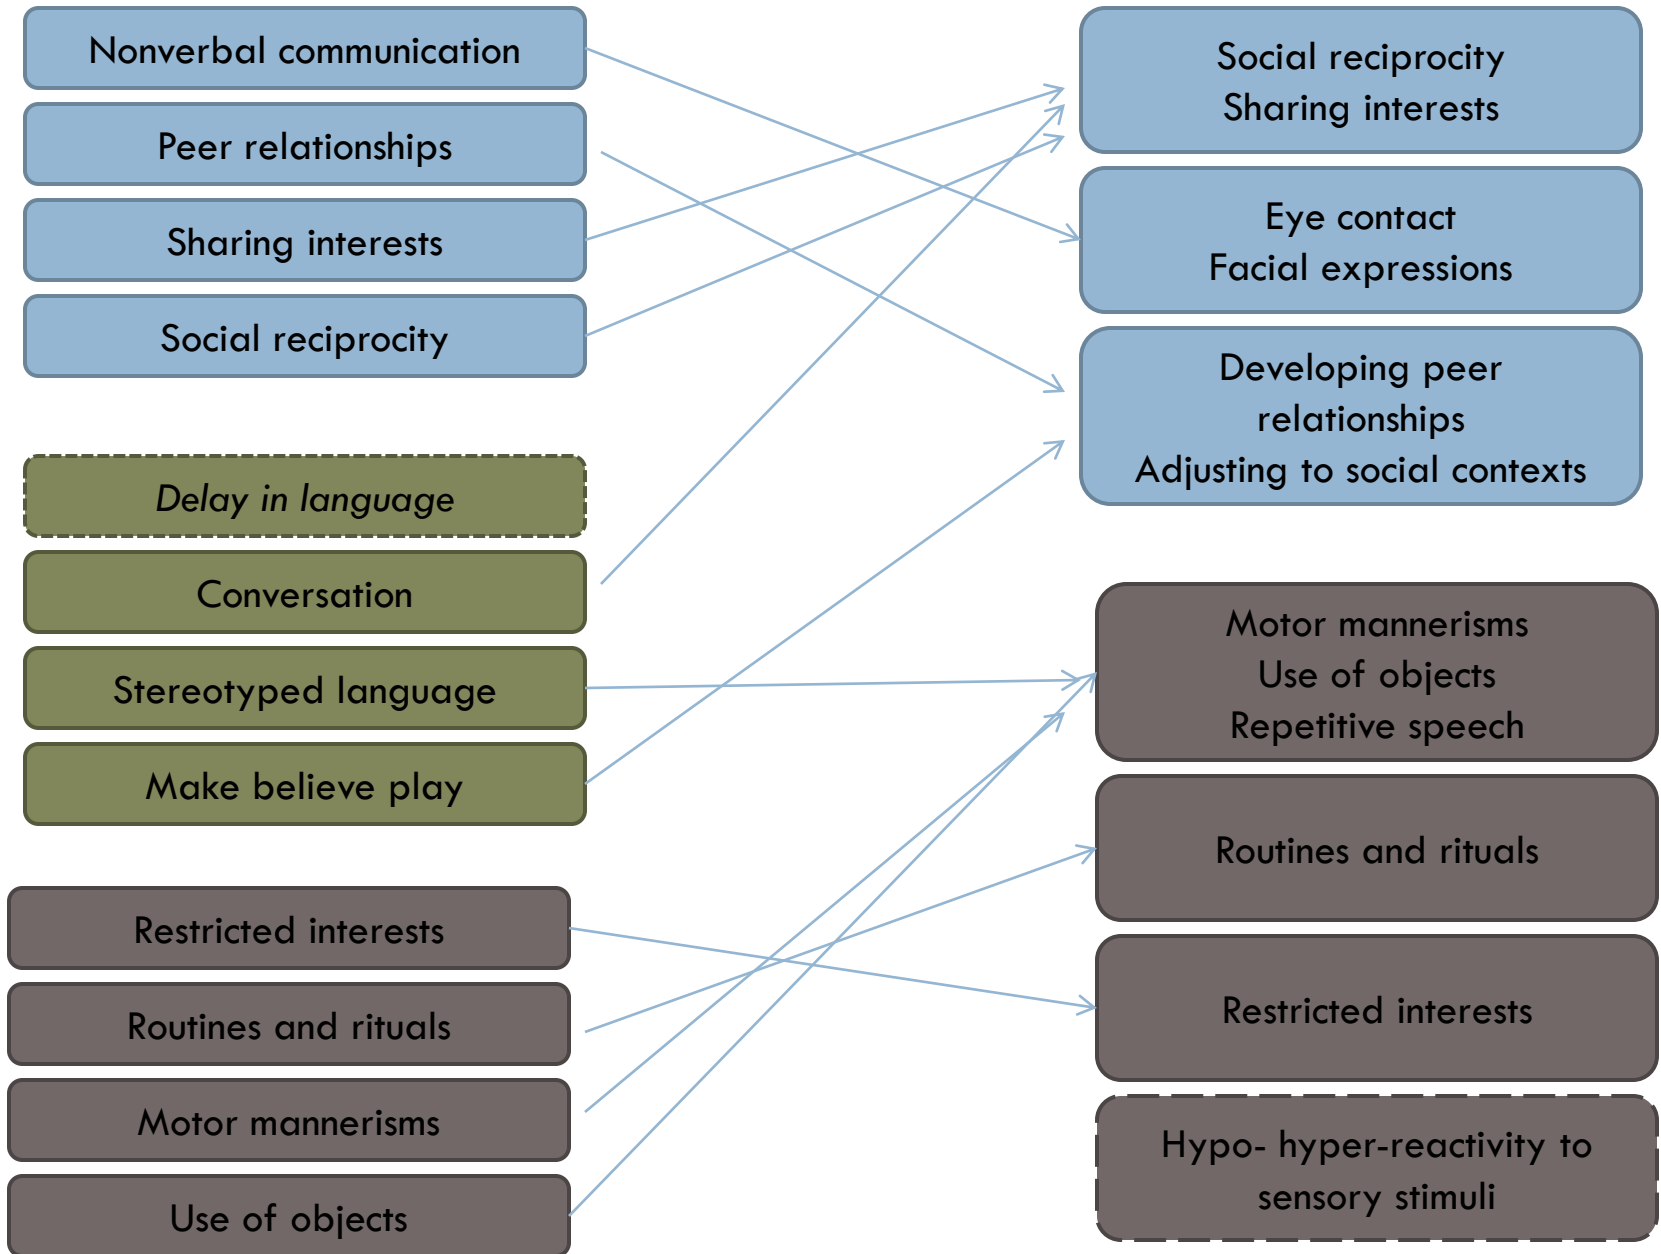 Nonverbal communication
Peer relationships
Sharing interests
Social reciprocity
Delay in language
Conversation
Stereotyped language
Make believe play
Restricted interests
Routines and rituals
Motor mannerisms
Use of objects
Social reciprocity
Sharing interests
Eye contact
Facial expressions
Developing peer
relationships
Adjusting to social contexts
Motor mannerisms
Use of objects
Repetitive speech
Routines and rituals
Restricted interests
Hypo- hyper-reactivity to
sensory stimuli